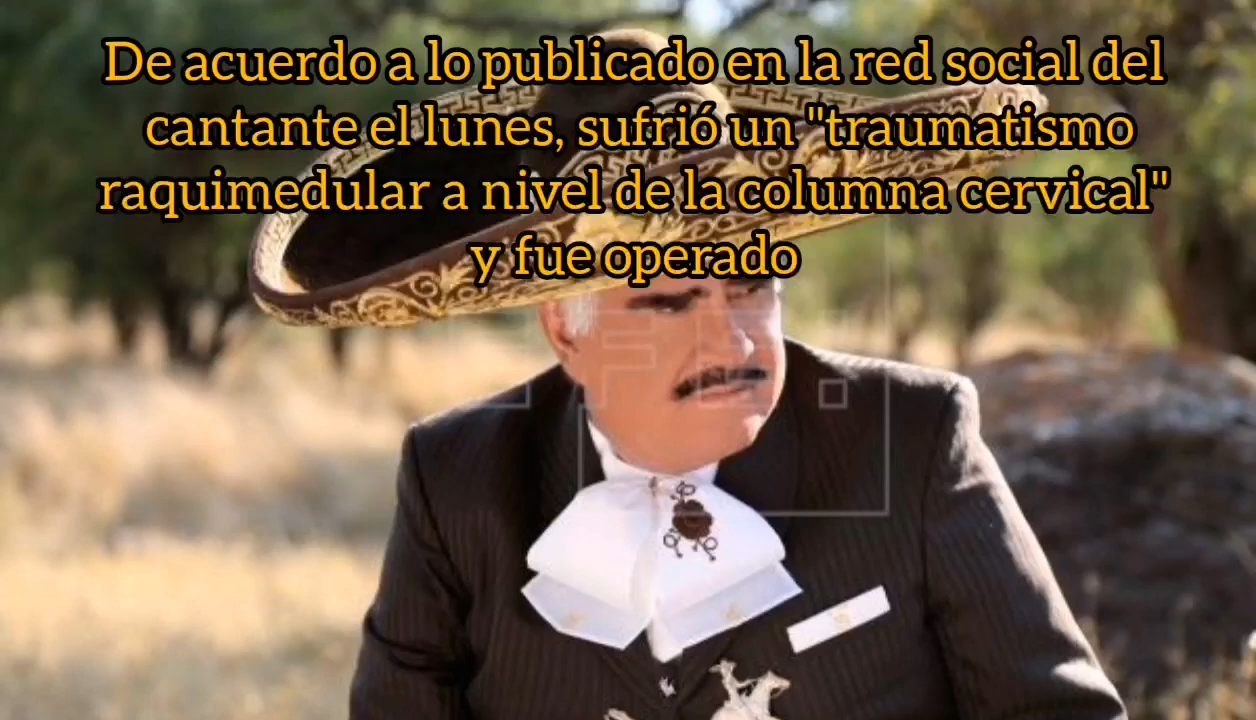 De acuerdo a lo publicado en la red social del
cantante el lunes, sufrió un "traumatismo
raquimedular a nivel de la columna cervical"
y fue operado
EFE: